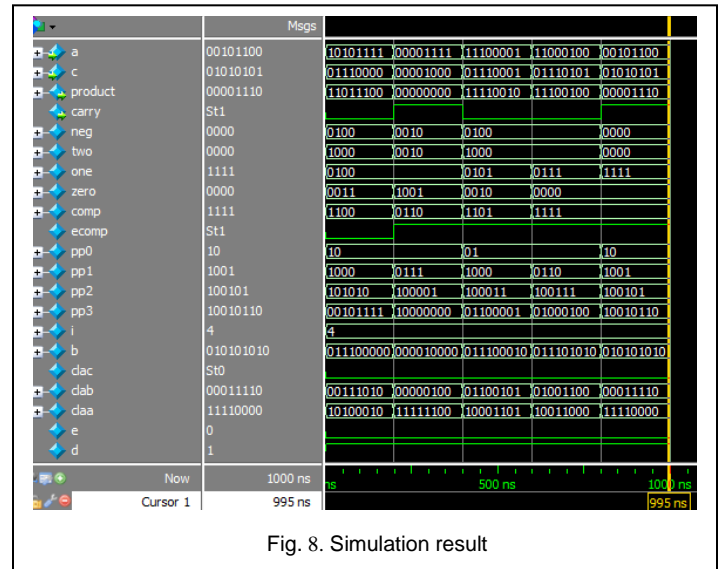 Msgs
a 00101100 10101111 00001111 11100001 11000100 00101100
c 01010101 01110000 00001000 01110001 01110101 01010101
product 00001110 11011100 00000000 11110010 11100100 00001110
carry St1
neg 0000 0100 0010 0100 0000
two 0000 1000 0010 1000 0000
one 1111 0100 0101 0111 1111
zero 0000 0011 1001 0010 0000
comp 1111 1100 0110 1101 1111
ecomp St1
pp0 10 10 01 10
pp1 1001 1000 0111 1000 0110 1001
pp2 100101 101010 100001 100011 100111 100101
pp3 10010110 00101111 10000000 01100001 01000100 10010110
i 4 4
b 010101010 011100000 000010000 011100010 011101010 010101010
clac St0
clab 00011110 00111010 00000100 01100101 01001100 00011110
claa 11110000 10100010 11111100 10001101 10011000 11110000
e 0
d 1
Now 1000 ns ns 500 ns 1000 ns
Cursor 1 995 ns 995 ns
Fig. 8. Simulation result